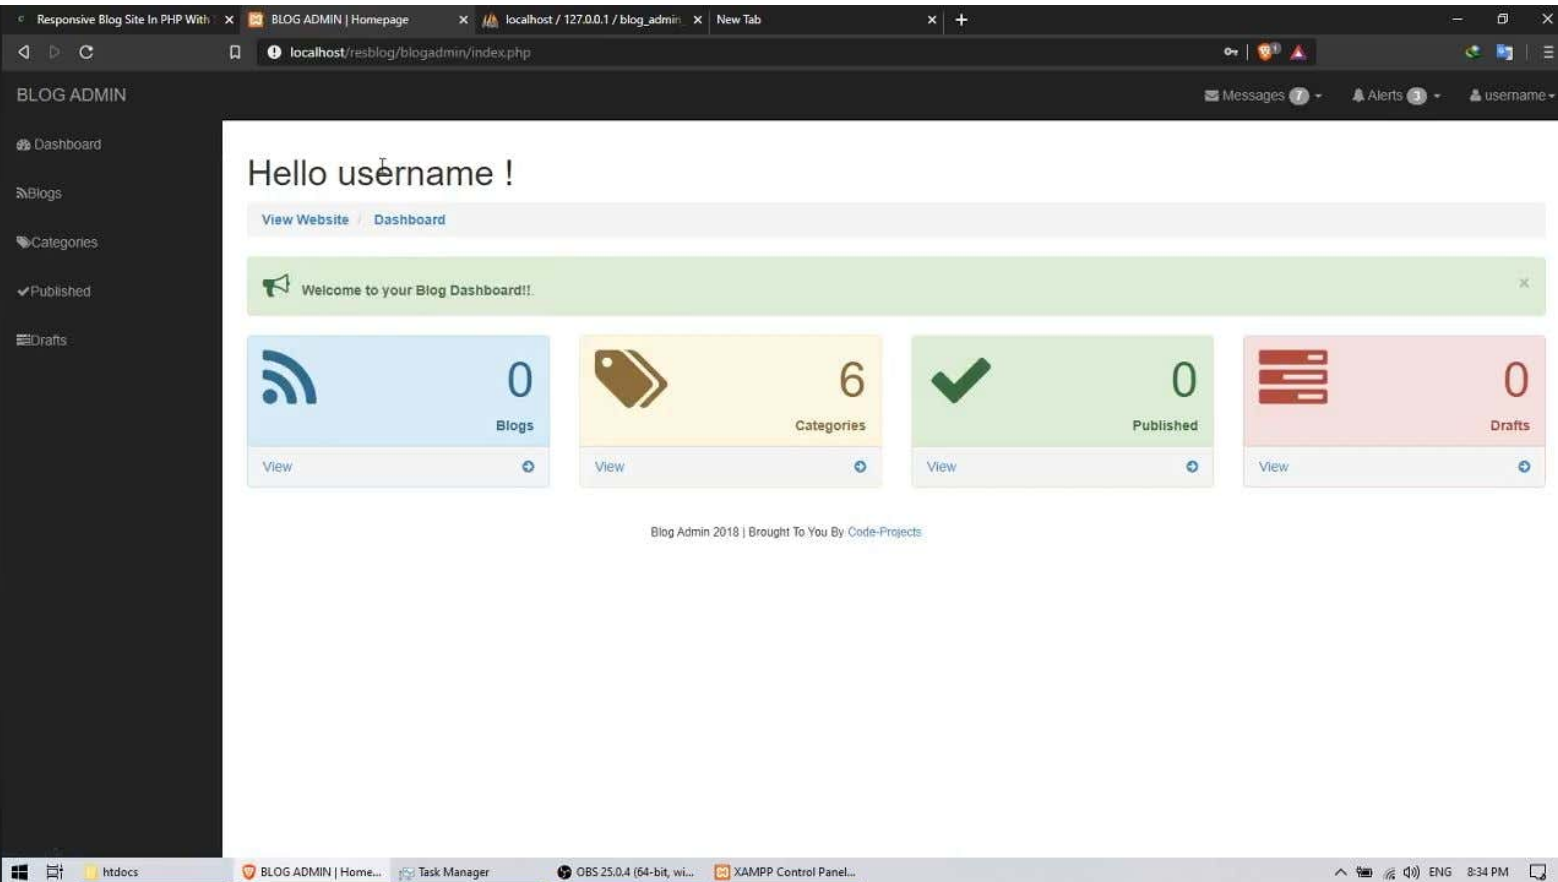 Responsive Blog Site In PHP With
BLOG ADMIN | Homepage
localhost / 127.0.0.1 / blog_admin
New Tab
localhost/resblog/blogadmin/index.php
BLOG ADMIN
Messages 7
Alerts 3
username
Dashboard
Blogs
Categories
Published
Drafts
Hello username !
View Website / Dashboard
Welcome to your Blog Dashboard!!.
×
0
Blogs
View
6
Categories
View
0
Published
View
0
Drafts
View
Blog Admin 2018 | Brought To You By Code-Projects
htdocs
BLOG ADMIN | Home...
Task Manager
OBS 25.0.4 (64-bit, wi...
XAMPP Control Panel...
ENG
8:34 PM